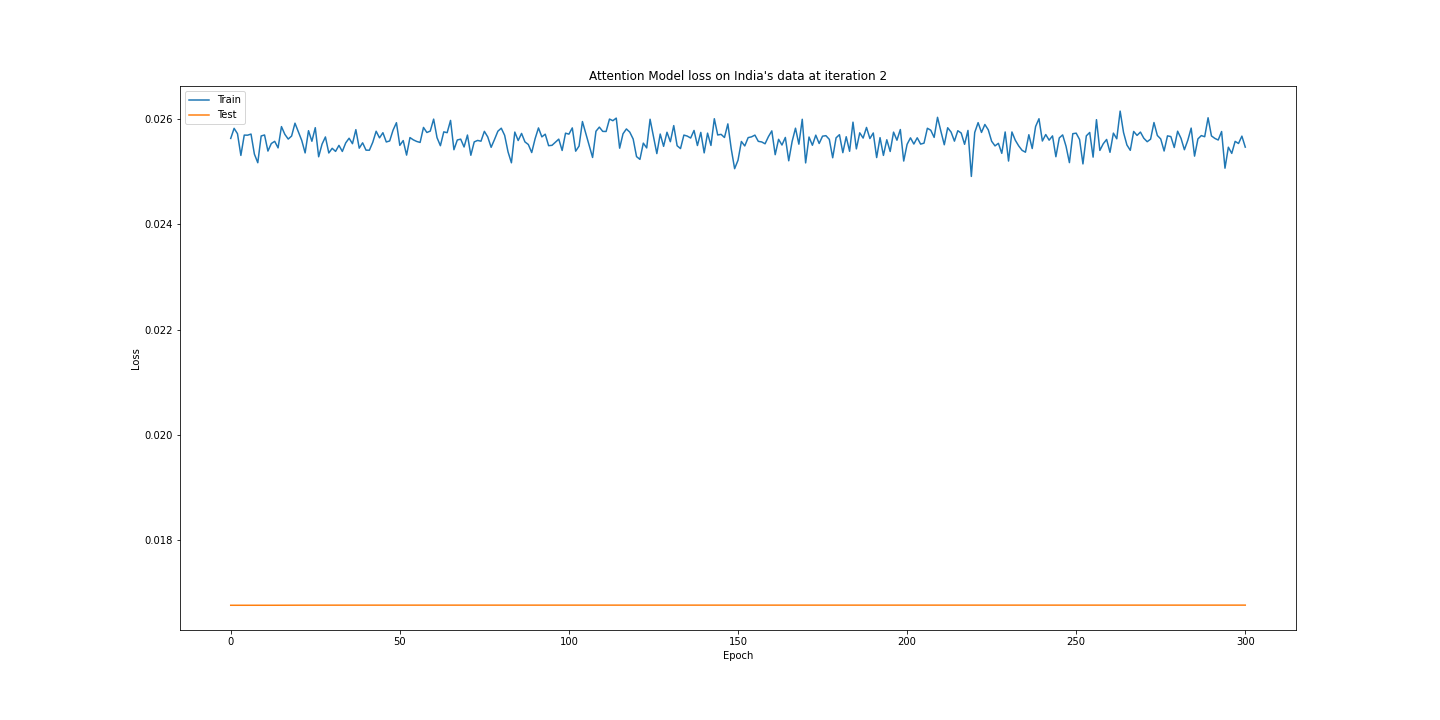 Attention Model loss on India's data at iteration 2
Train
Test
0.026
0.024
0.022
0.020
0.018
Loss
0 50 100 150 200 250 300
Epoch